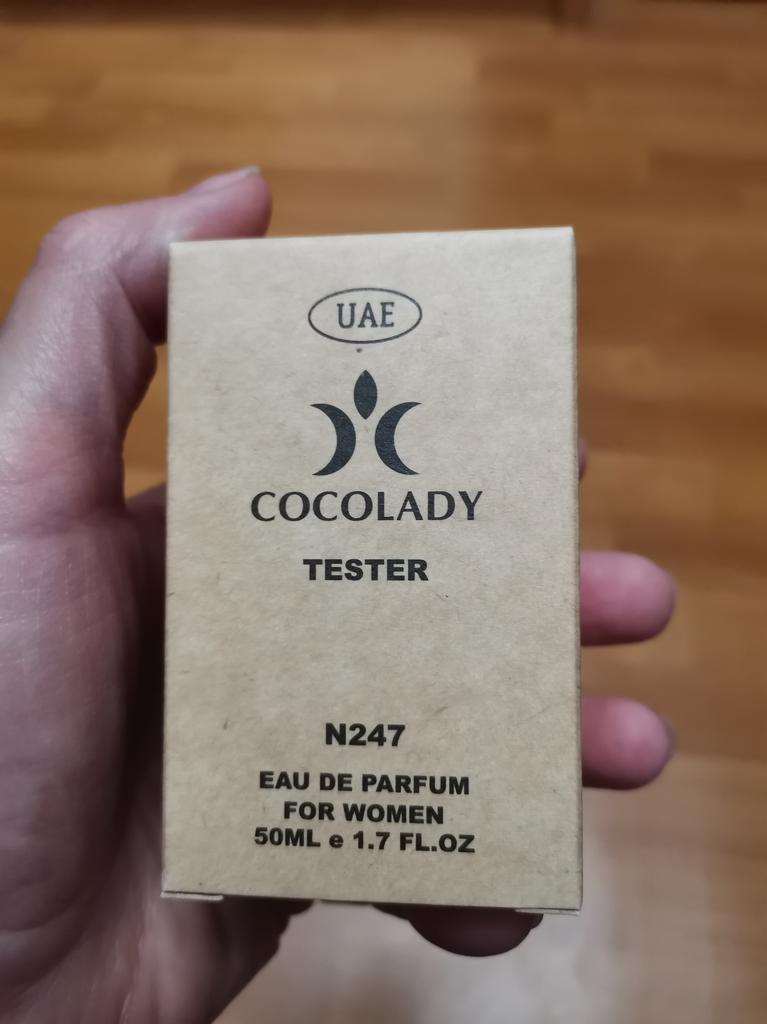 UAE
COCOLADY
TESTER
N247
EAU DE PARFUM
FOR WOMEN
50ML e 1.7 FL.OZ